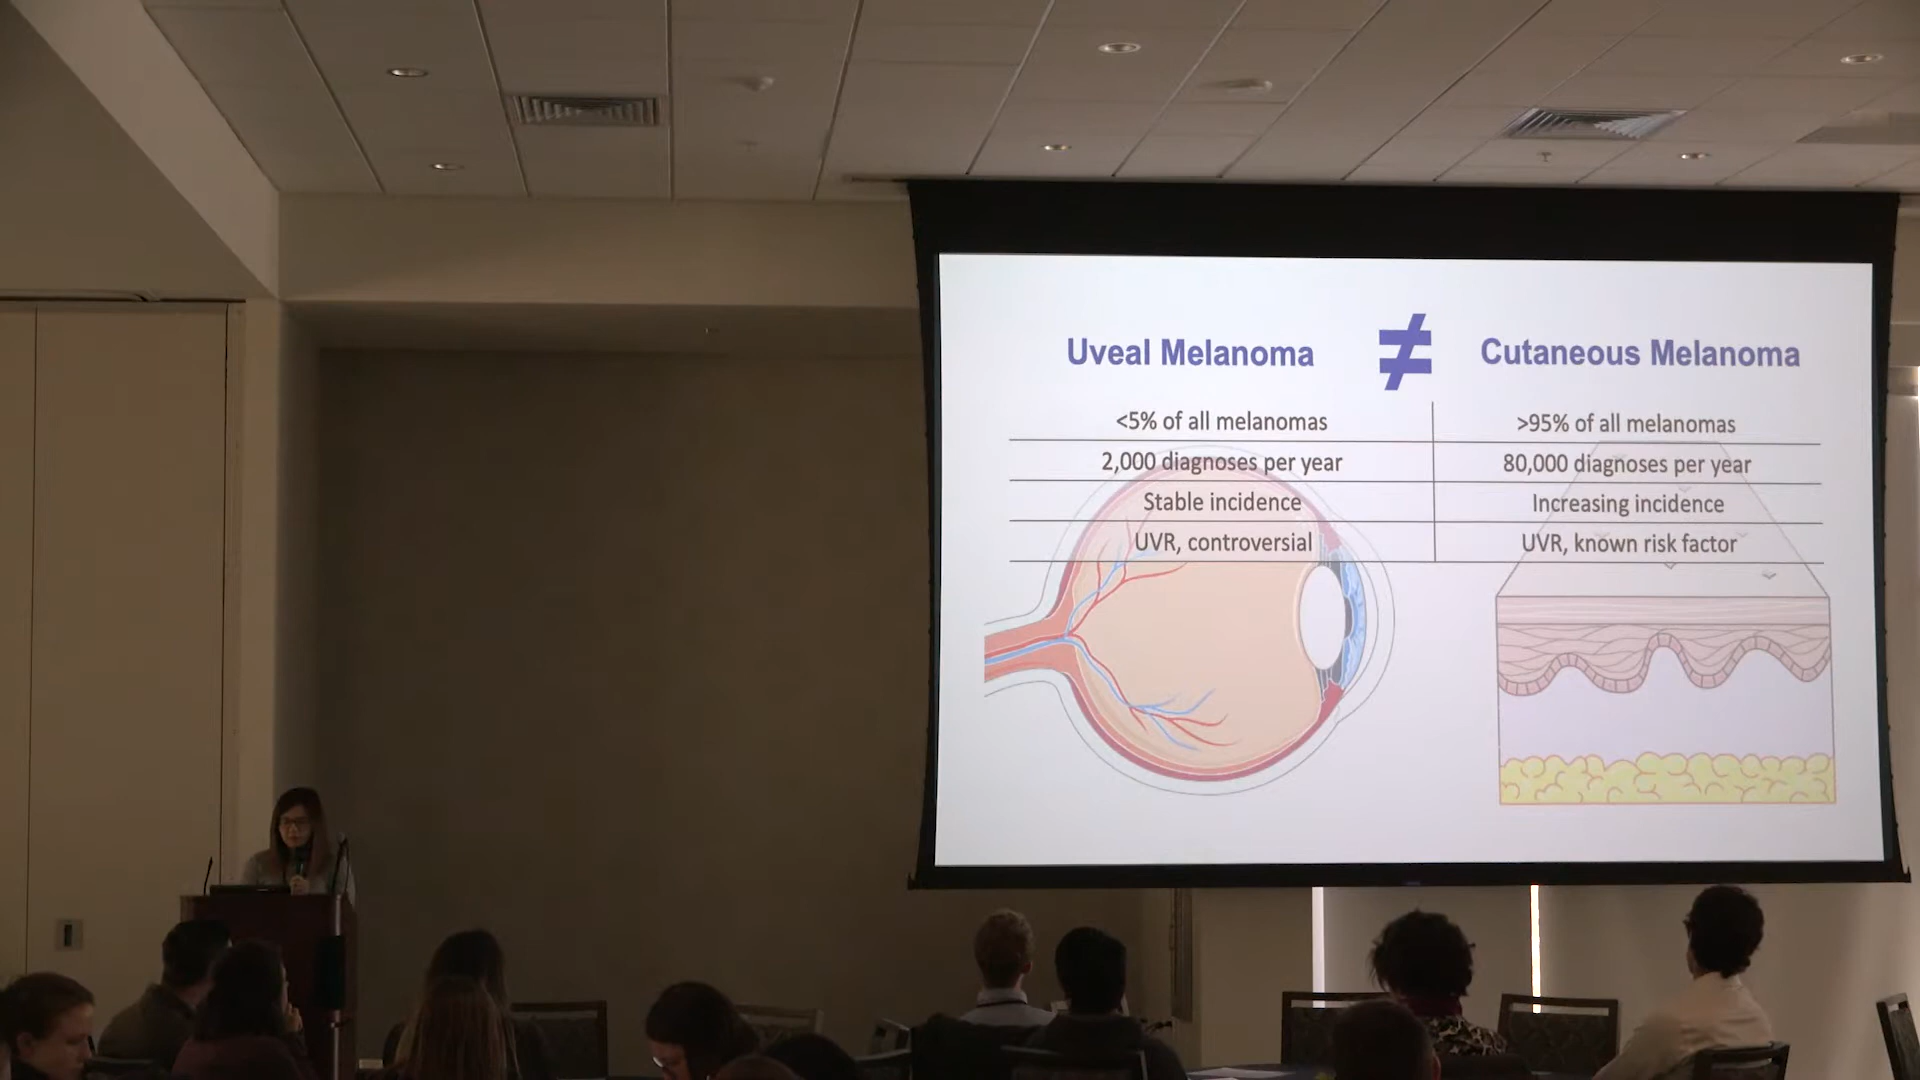 Uveal Melanoma ≠ Cutaneous Melanoma
<5% of all melanomas >95% of all melanomas
2,000 diagnoses per year 80,000 diagnoses per year
Stable incidence Increasing incidence
UVR, controversial UVR, known risk factor